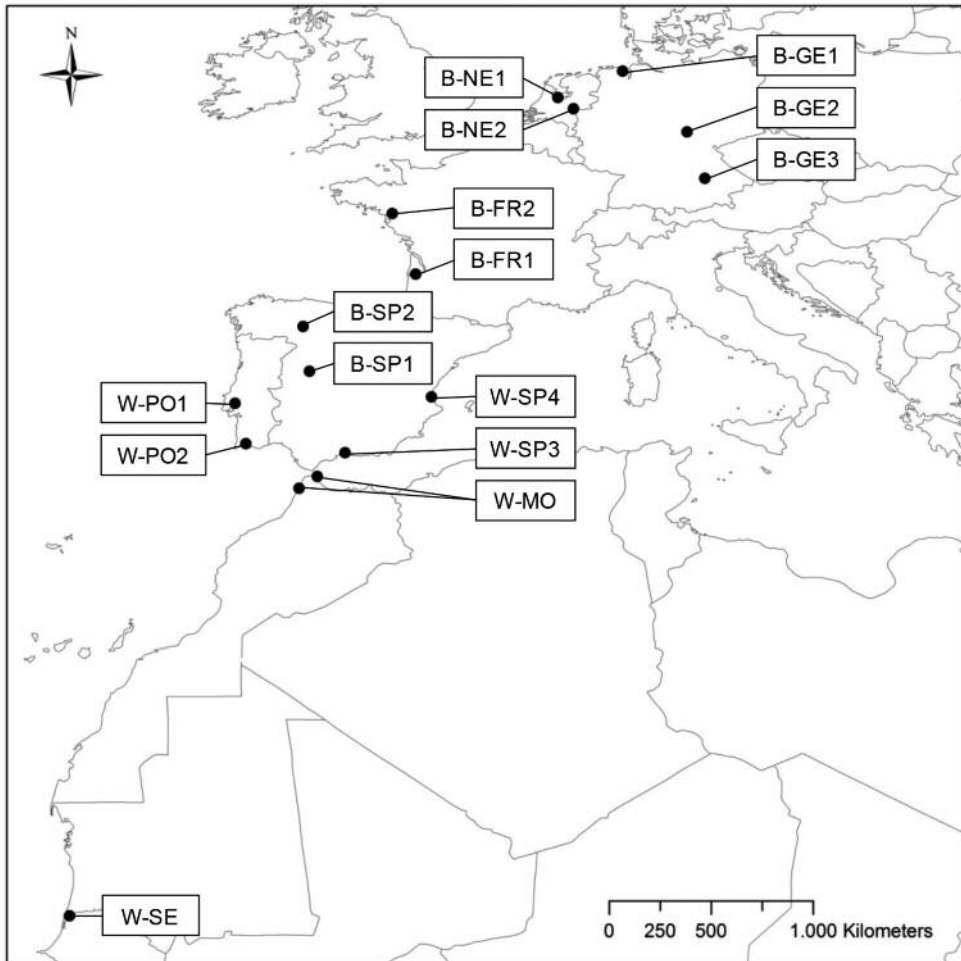 N
B-GE1
B-NE1
B-GE2
B-NE2
B-GE3
B-FR2
B-FR1
B-SP2
B-SP1
W-PO1
W-SP4
W-PO2
W-SP3
W-MO
W-SE
0 250 500 1.000 Kilometers